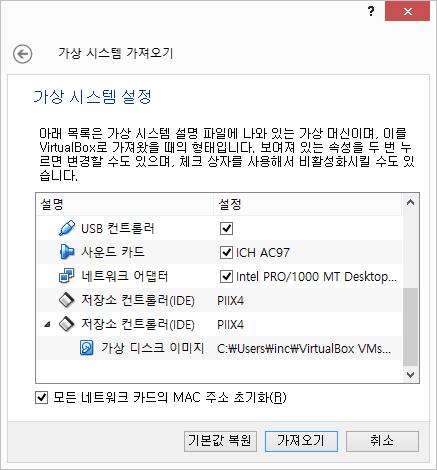 ?
가상 시스템 가져오기
가상 시스템 설정
아래 목록은 가상 시스템 설명 파일에 나와 있는 가상 머신이며, 이를
VirtualBox로 가져왔을 때의 형태입니다. 보여져 있는 속성을 두 번 누
르면 변경할 수도 있으며, 체크 상자를 사용해서 비활성화시킬 수도 있
습니다.
설명 설정
USB 컨트롤러
사운드 카드 ICH AC97
네트워크 어댑터 Intel PRO/1000 MT Desktop...
저장소 컨트롤러(IDE) PIIX4
저장소 컨트롤러(IDE) PIIX4
가상 디스크 이미지 C:₩Users₩inc₩VirtualBox VMs...
모든 네트워크 카드의 MAC 주소 초기화(R)
기본값 복원 가져오기 취소